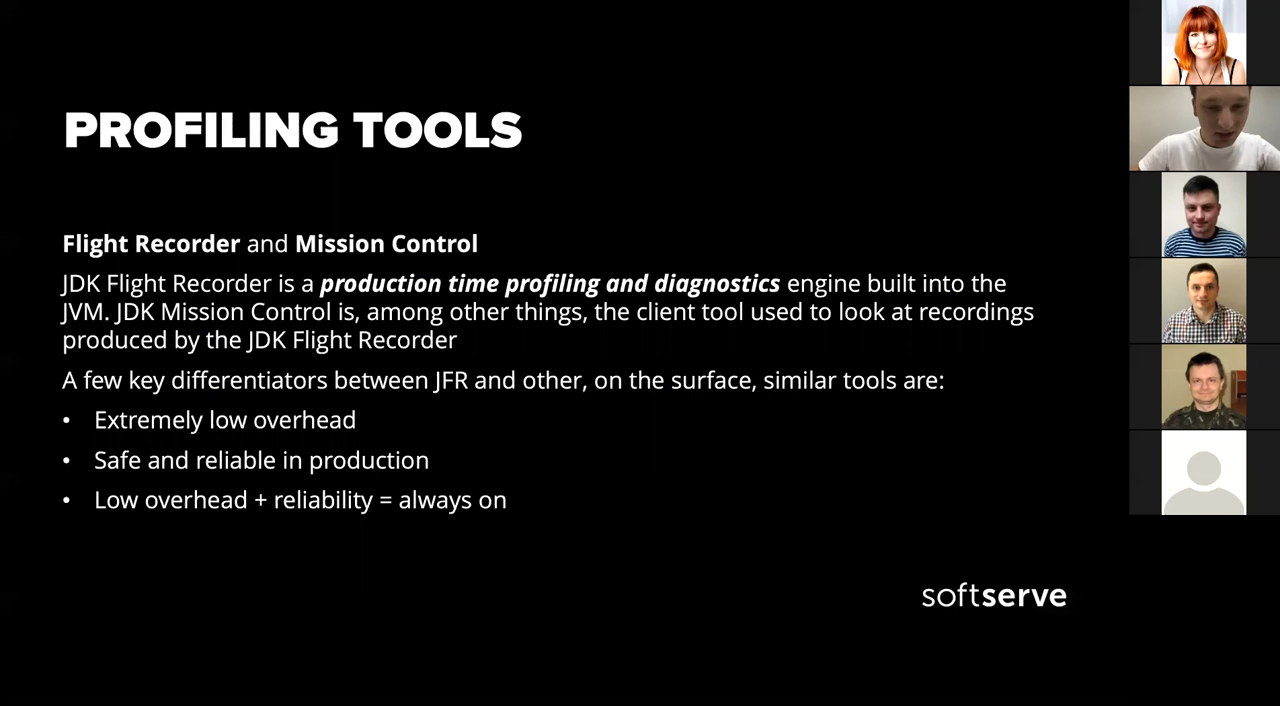 PROFILING TOOLS
Flight Recorder and Mission Control
JDK Flight Recorder is a production time profiling and diagnostics engine built into the
JVM. JDK Mission Control is, among other things, the client tool used to look at recordings
produced by the JDK Flight Recorder
A few key differentiators between JFR and other, on the surface, similar tools are:
• Extremely low overhead
• Safe and reliable in production
• Low overhead + reliability = always on
softserve